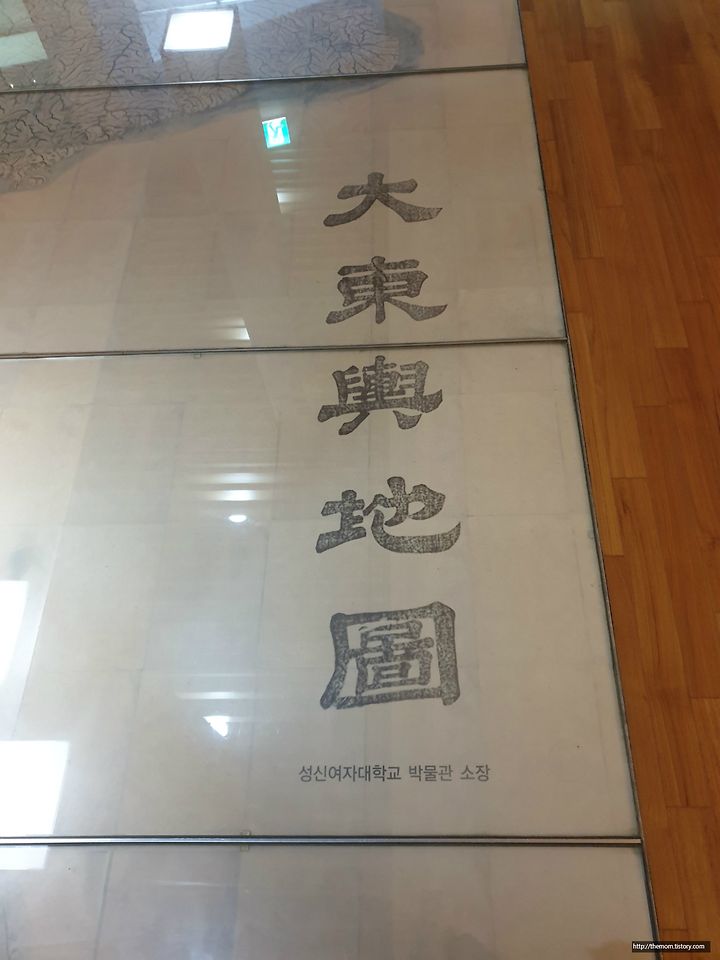 大東輿地圖
성신여자대학교 박물관 소장
http://themom.tistory.com